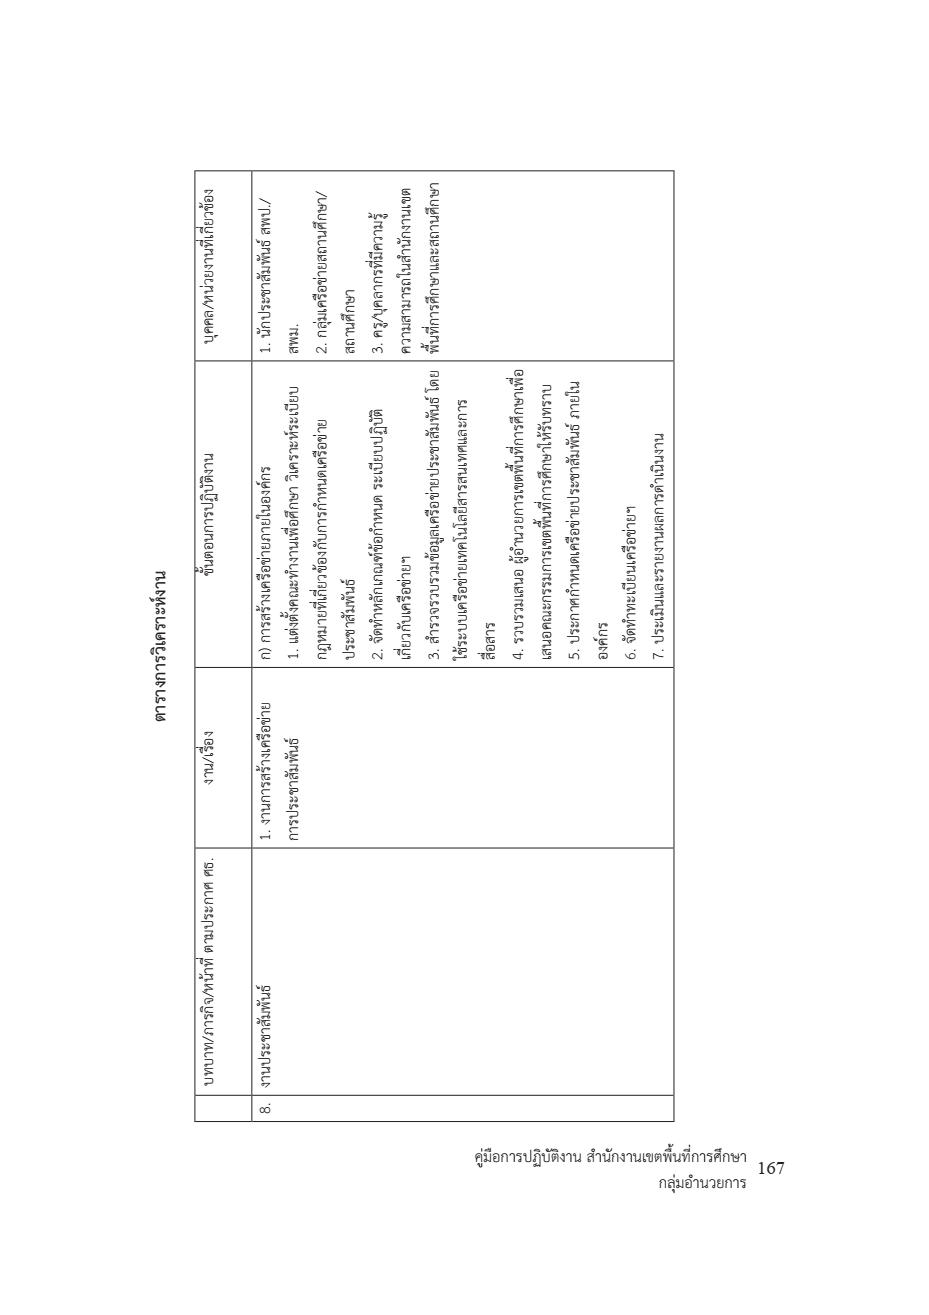 ตารางการวิเคราะห์งาน
บทบาท/ภารกิจ/หน้าที่ ตามประกาศ ศธ.
งาน/เรื่อง
ขั้นตอนการปฏิบัติงาน
บุคคล/หน่วยงานที่เกี่ยวข้อง
8.
งานประชาสัมพันธ์
1. งานการสร้างเครือข่าย
การประชาสัมพันธ์
ก) การสร้างเครือข่ายภายในองค์กร
1. แต่งตั้งคณะทำงานเพื่อศึกษา วิเคราะห์ระเบียบ
กฎหมายที่เกี่ยวข้องกับการกำหนดเครือข่าย
ประชาสัมพันธ์
2. จัดทำหลักเกณฑ์ข้อกำหนด ระเบียบปฏิบัติ
เกี่ยวกับเครือข่ายฯ
3. สำรวจรวบรวมข้อมูลเครือข่ายประชาสัมพันธ์ โดย
ใช้ระบบเครือข่ายเทคโนโลยีสารสนเทศและการ
สื่อสาร
4. รวบรวมเสนอ ผู้อำนวยการเขตพื้นที่การศึกษาเพื่อ
เสนอคณะกรรมการเขตพื้นที่การศึกษาให้รับทราบ
5. ประกาศกำหนดเครือข่ายประชาสัมพันธ์ ภายใน
องค์กร
6. จัดทำทะเบียนเครือข่ายฯ
7. ประเมินและรายงานผลการดำเนินงาน
1. นักประชาสัมพันธ์ สพป./
สพม.
2. กลุ่มเครือข่ายสถานศึกษา/
สถานศึกษา
3. ครู/บุคลากรที่มีความรู้
ความสามารถในสำนักงานเขต
พื้นที่การศึกษาและสถานศึกษา
คู่มือการปฏิบัติงาน สำนักงานเขตพื้นที่การศึกษา
กลุ่มอำนวยการ
167